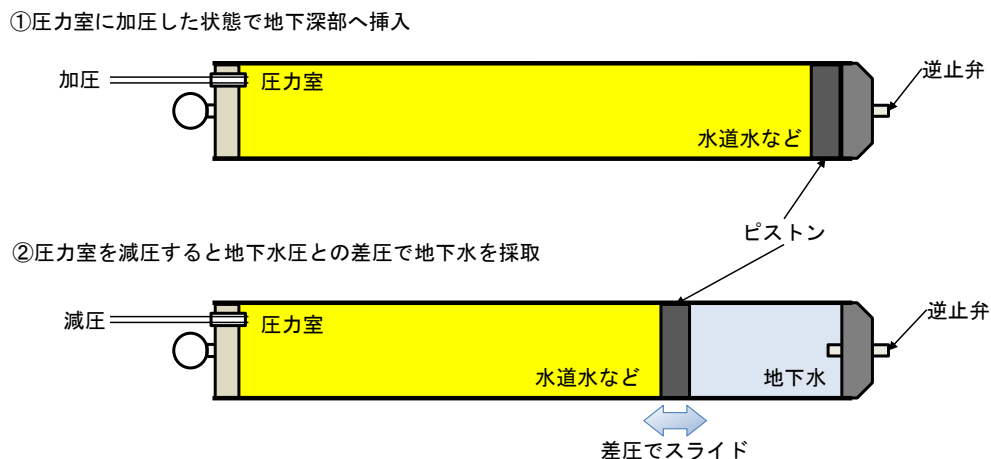 ①圧力室に加圧した状態で地下深部へ挿入
加圧
圧力室
逆止弁
水道水など
ピストン
②圧力室を減圧すると地下水圧との差圧で地下水を採取
減圧
圧力室
逆止弁
水道水など
地下水
差圧でスライド